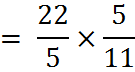 = 22/5 × 5/11